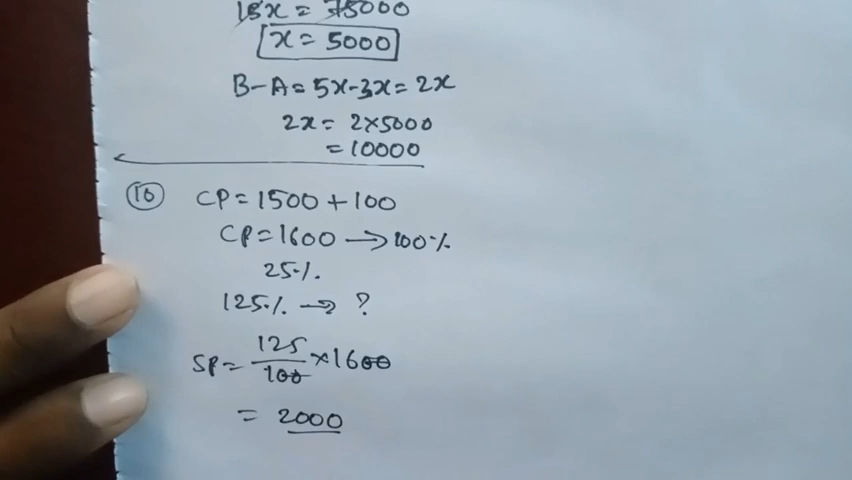 15x = 75000
x = 5000
B-A = 5x-3x = 2x
2x = 2×5000
= 10000
10 CP = 1500 + 100
CP = 1600 → 100%
25%
125% → ?
SP = 125/100 × 1600
= 2000